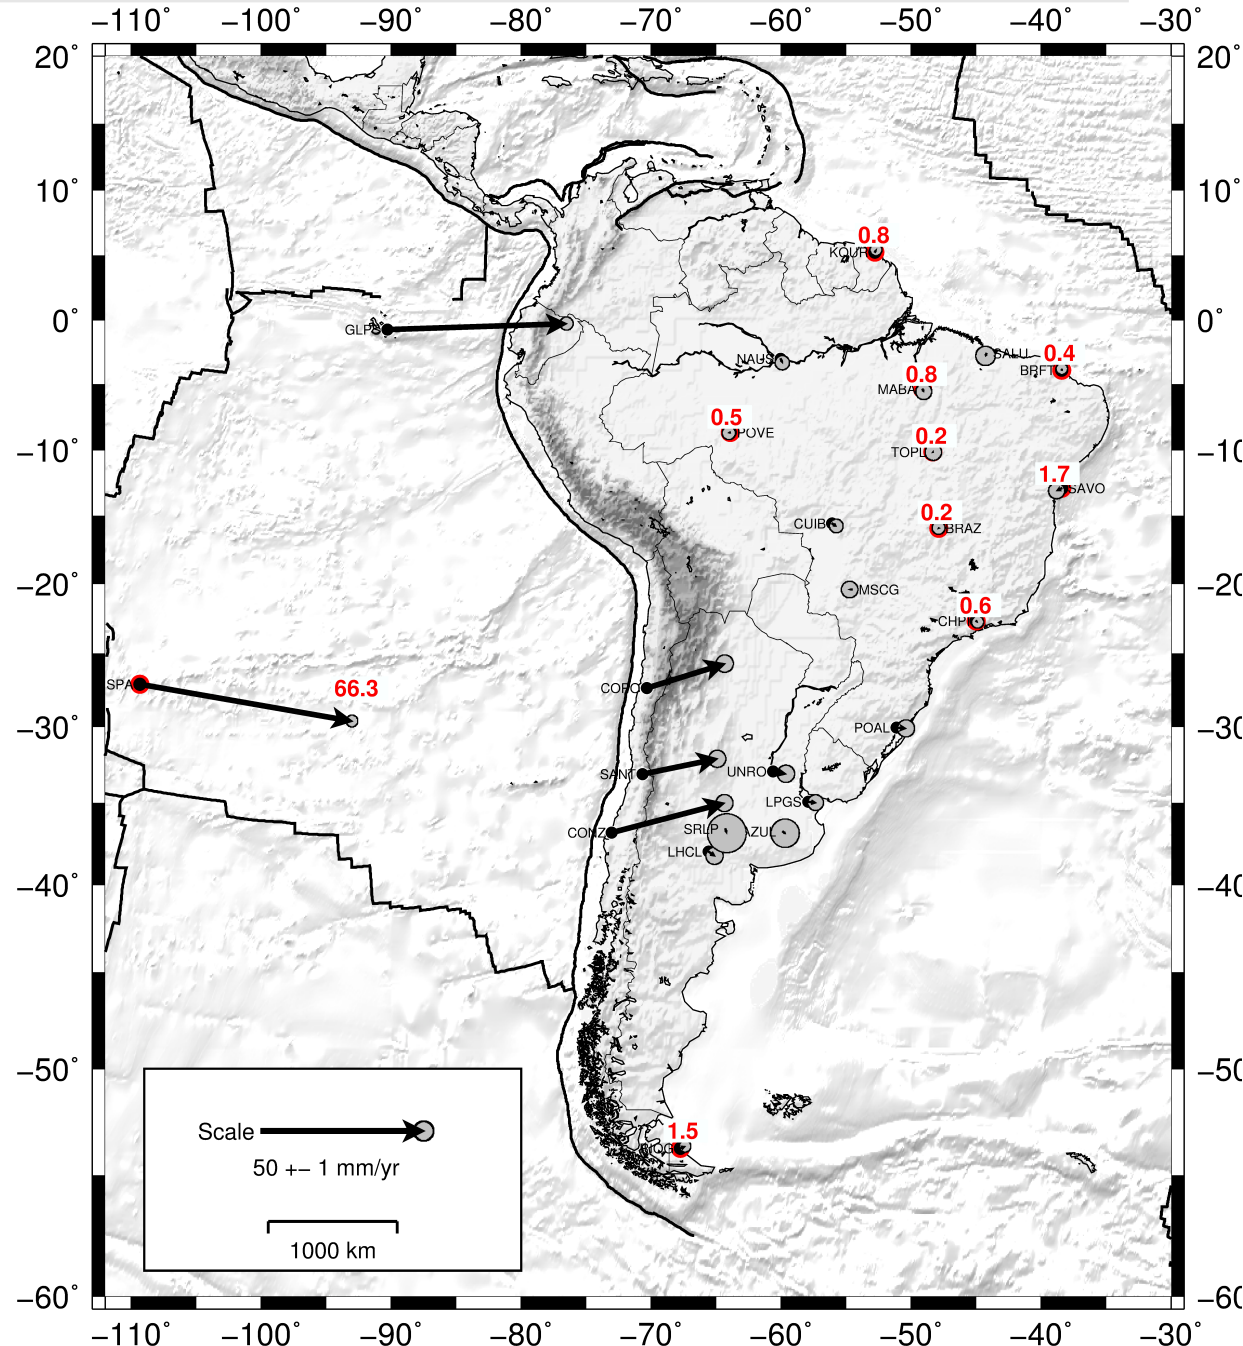 −110˚ −100˚ −90˚ −80˚ −70˚ −60˚ −50˚ −40˚ −30˚
20˚ 20˚
10˚ 10˚
0.8
KOUR
0˚ 0˚
GLPS
NAUS SALU 0.4
BRFT
0.8
MABA
0.5
POVE
0.2
TOPL
−10˚ −10
1.7
SAVO
CUIB 0.2
BRAZ
−20˚ −20
MSCG
0.6
CHPI
SPA 66.3
COPO
−30˚ −30
POAL
SANT UNRO
LPGS
CONZ SRLP AZUL
LHCL
−40˚ −40
−50˚ −50
Scale
50 +− 1 mm/yr
1000 km
1.5
−60˚ −60
−110˚ −100˚ −90˚ −80˚ −70˚ −60˚ −50˚ −40˚ −30˚